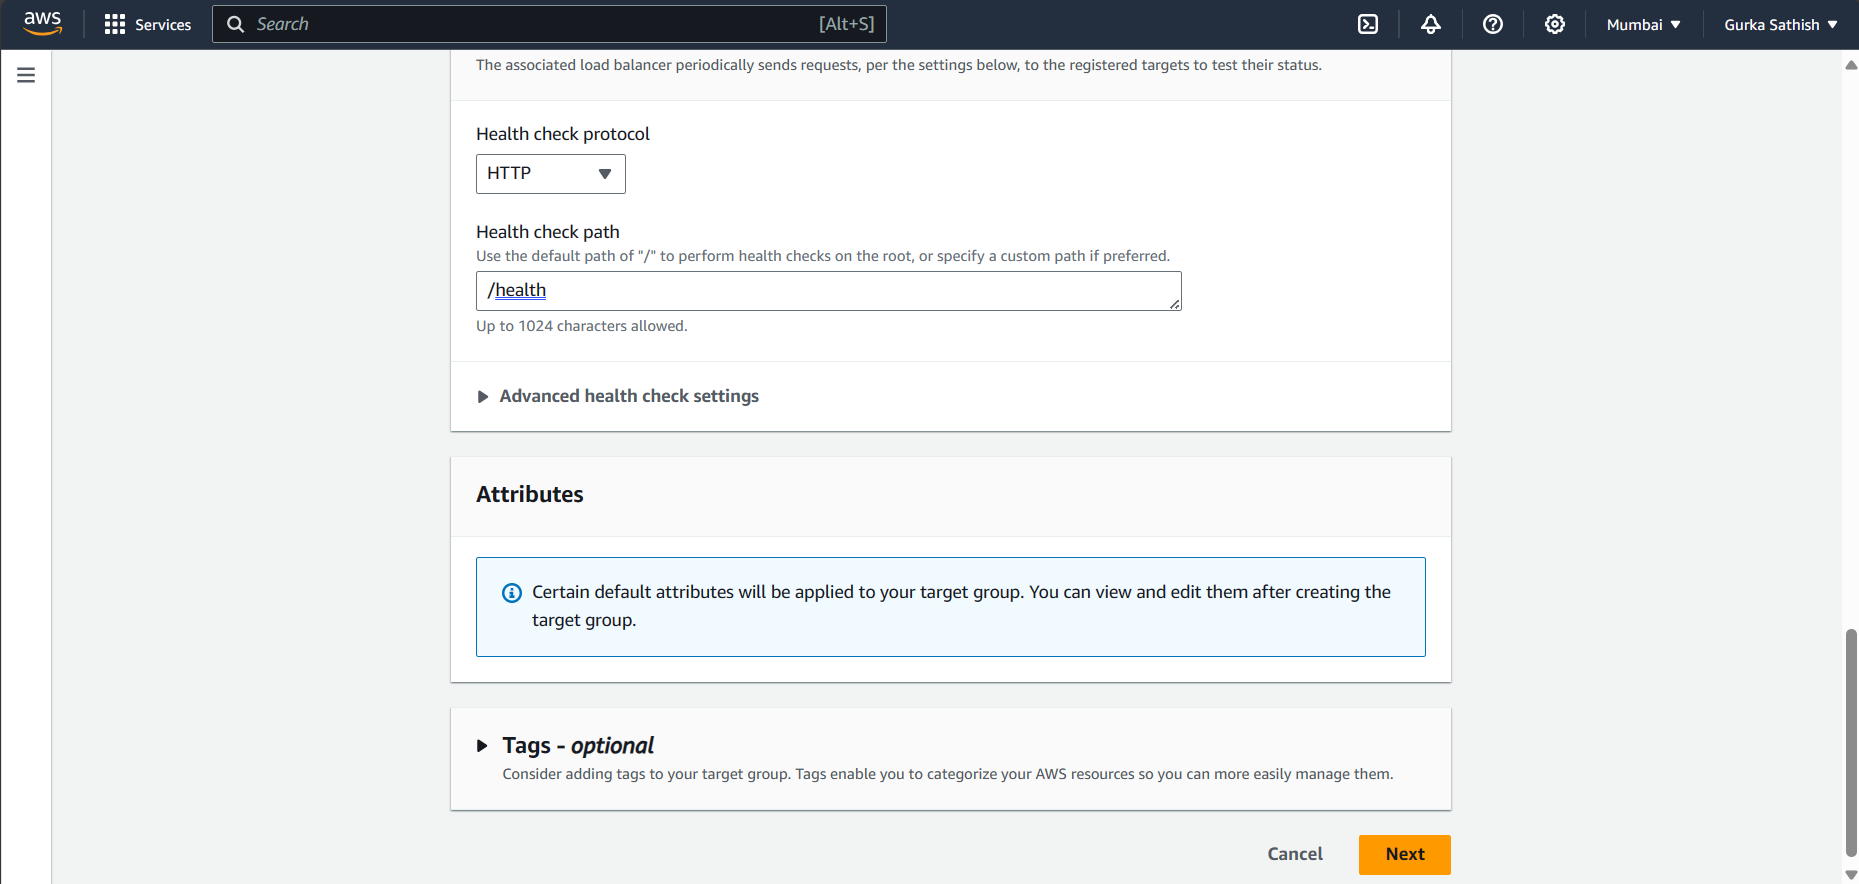 aws
Services
Search
[Alt+S]
Mumbai
Gurka Sathish
The associated load balancer periodically sends requests, per the settings below, to the registered targets to test their status.
Health check protocol
HTTP
Health check path
Use the default path of "/" to perform health checks on the root, or specify a custom path if preferred.
/health
Up to 1024 characters allowed.
Advanced health check settings
Attributes
Certain default attributes will be applied to your target group. You can view and edit them after creating the
target group.
Tags - optional
Consider adding tags to your target group. Tags enable you to categorize your AWS resources so you can more easily manage them.
Cancel
Next